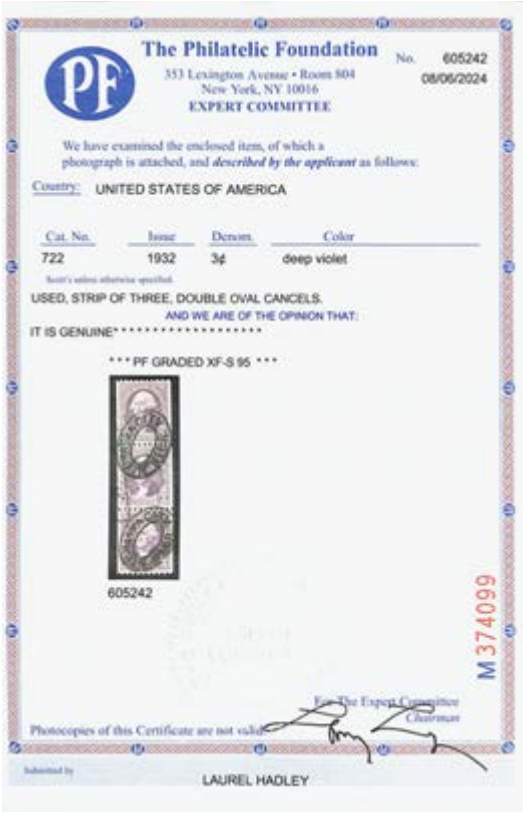 PF
The Philatelic Foundation
353 Lexington Avenue • Room 804
New York, NY 10016
EXPERT COMMITTEE
No. 605242
08/06/2024
We have examined the enclosed item, of which a
photograph is attached, and described by the applicant as follows:
Country: UNITED STATES OF AMERICA
Cat. No. Issue Denom. Color
722 1932 3¢ deep violet
Scott's unless otherwise specified.
USED, STRIP OF THREE, DOUBLE OVAL CANCELS.
AND WE ARE OF THE OPINION THAT:
IT IS GENUINE* * * * * * * * * * * * * * * * * * * *
* * * PF GRADED XF-S 95 * * *
605242
M 374099
For The Expert Committee
Chairman
Photocopies of this Certificate are not valid.
Submitted by
LAUREL HADLEY